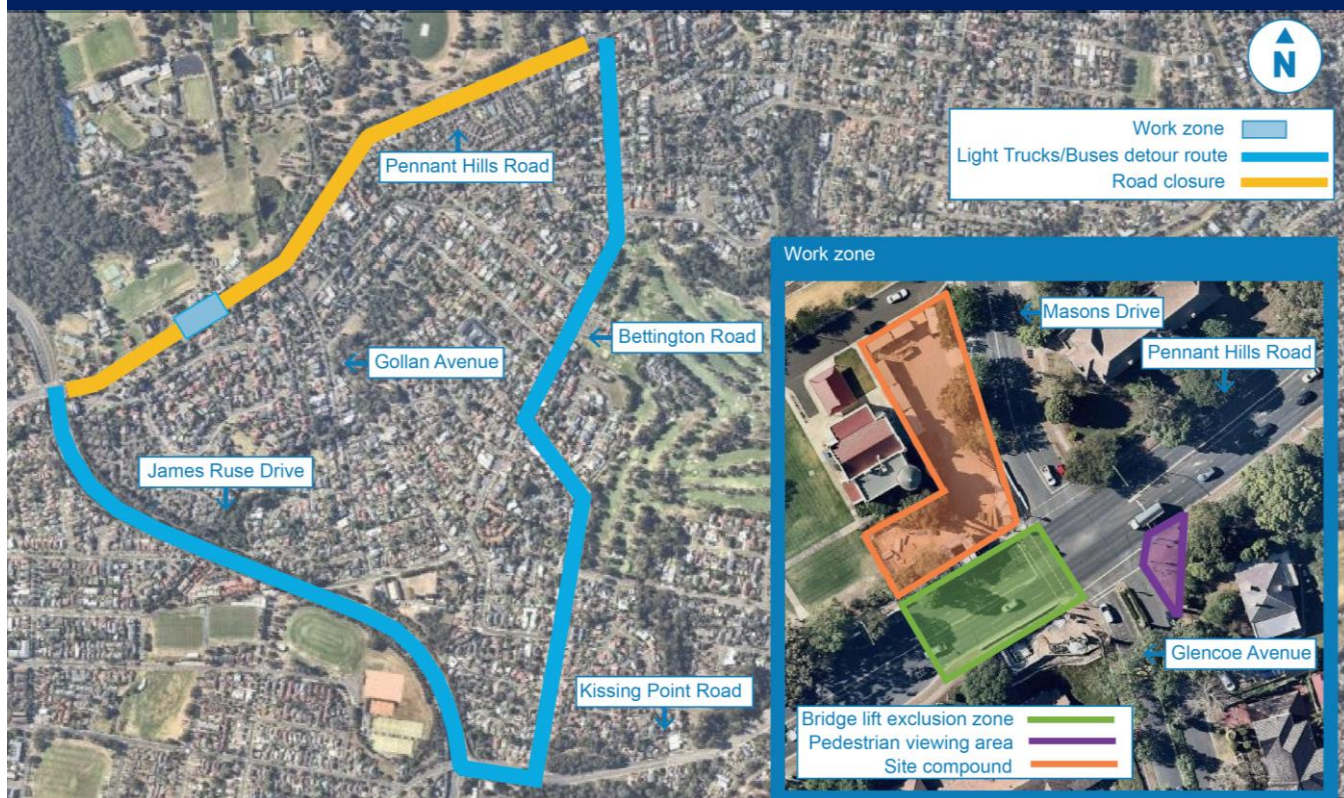 N
Work zone
Light Trucks/Buses detour route
Road closure
Pennant Hills Road
Gollan Avenue
Bettington Road
James Ruse Drive
Kissing Point Road
Work zone
Masons Drive
Pennant Hills Road
Glencoe Avenue
Bridge lift exclusion zone
Pedestrian viewing area
Site compound